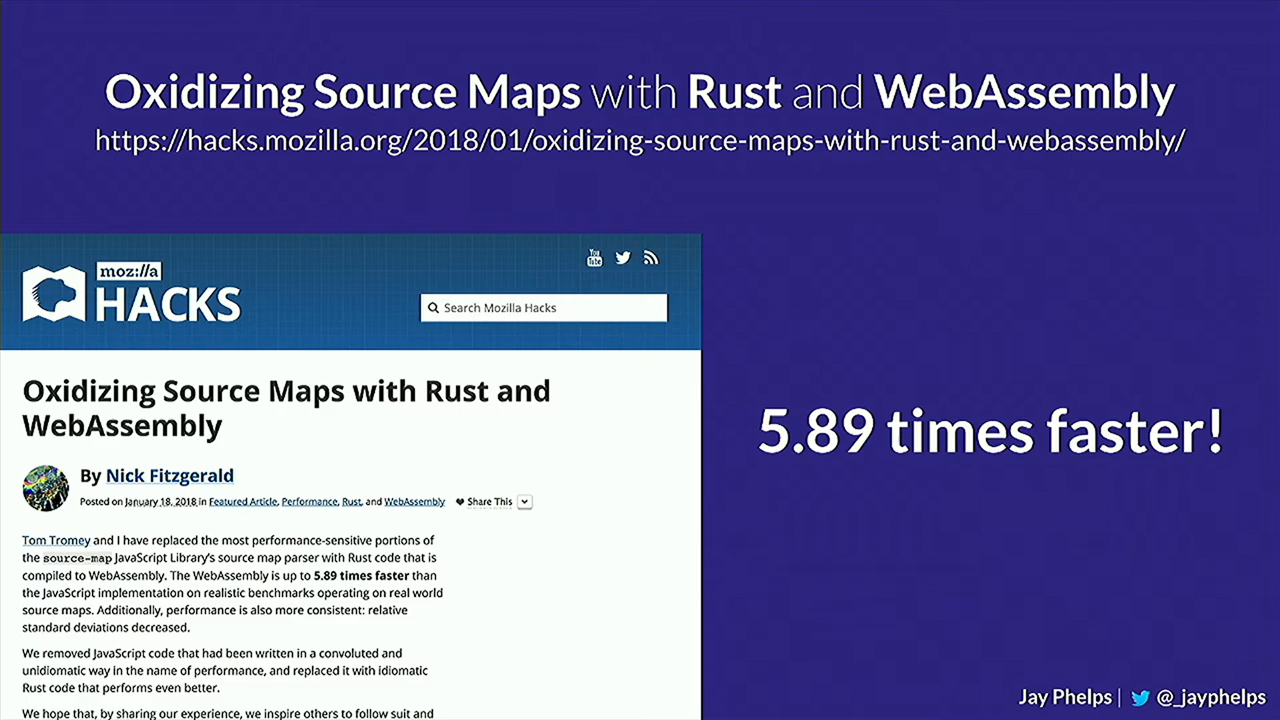 Oxidizing Source Maps with Rust and WebAssembly
https://hacks.mozilla.org/2018/01/oxidizing-source-maps-with-rust-and-webassembly/
moz://a
HACKS
You
Tube
Search Mozilla Hacks
Oxidizing Source Maps with Rust and
WebAssembly
By Nick Fitzgerald
Posted on January 18, 2018 in Featured Article, Performance, Rust, and WebAssembly
Share This
Tom Tromey and I have replaced the most performance-sensitive portions of
the source-map JavaScript Library's source map parser with Rust code that is
compiled to WebAssembly. The WebAssembly is up to 5.89 times faster than
the JavaScript implementation on realistic benchmarks operating on real world
source maps. Additionally, performance is also more consistent: relative
standard deviations decreased.
We removed JavaScript code that had been written in a convoluted and
unidiomatic way in the name of performance, and replaced it with idiomatic
Rust code that performs even better.
We hope that, by sharing our experience, we inspire others to follow suit and
5.89 times faster!
Jay Phelps | @_jayphelps